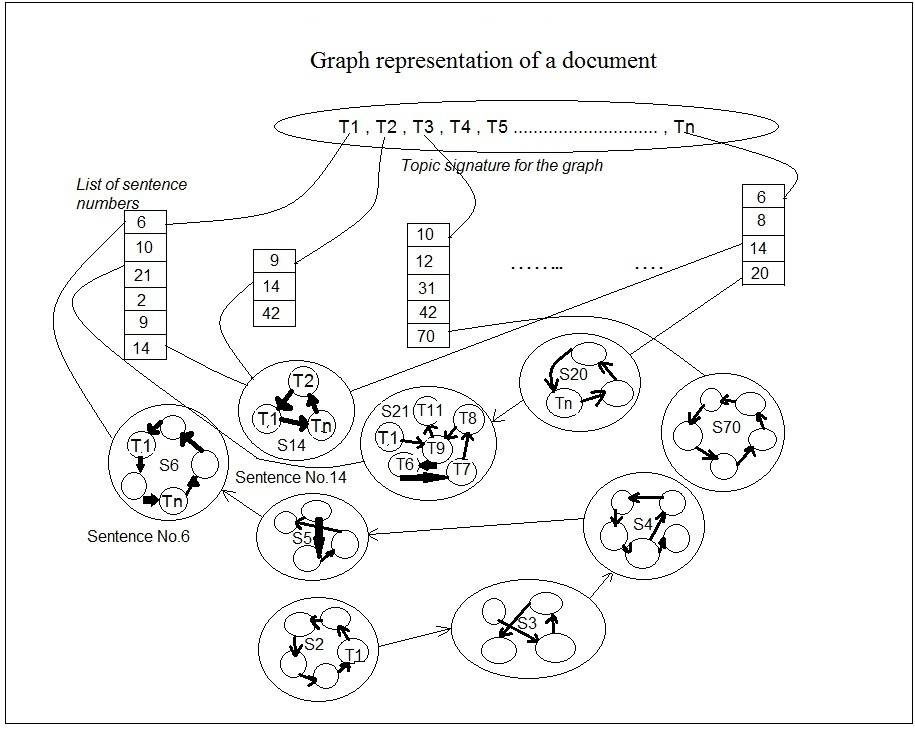 Graph representation of a document
T1 , T2 , T3 , T4 , T5 ............................. , Tn
Topic signature for the graph
List of sentence
numbers
6
10
21
2
9
14
9
14
42
10
12
31
42
70
....... ...
....
6
8
14
20
T2
T1
Tn
S14
Sentence No.14
S20
Tn
S21
T11
T8
T1
T9
T6
T7
S70
T1
S6
Tn
Sentence No.6
S5
S4
S2
T1
S3